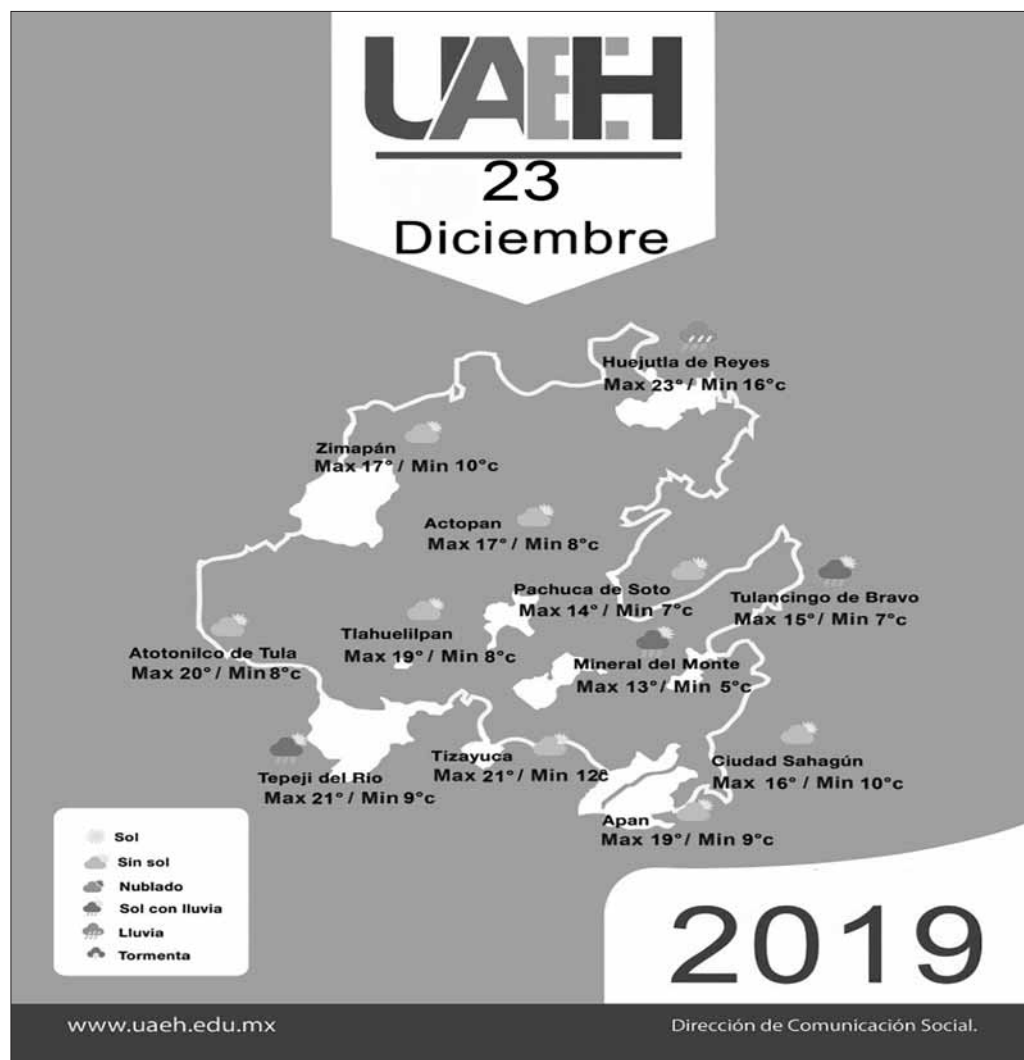 UAEH
23
Diciembre
Huejutla de Reyes
Max 23°/ Min 16°c
Zimapán
Max 17°/ Min 10°c
Actopan
Max 17°/ Min 8°c
Pachuca de Soto
Max 14°/ Min 7°c
Tulancingo de Bravo
Max 15°/ Min 7°c
Tlahuelilpan
Max 19°/ Min 8°c
Atotonilco de Tula
Max 20°/ Min 8°c
Mineral del Monte
Max 13°/ Min 5°c
Tizayuca
Max 21°/ Min 12c
Ciudad Sahagún
Max 16°/ Min 10°c
Tepeji del Río
Max 21°/ Min 9°c
Apan
Max 19°/ Min 9°c
Sol
Sin sol
Nublado
Sol con lluvia
Lluvia
Tormenta
2019
www.uaeh.edu.mx
Dirección de Comunicación Social.